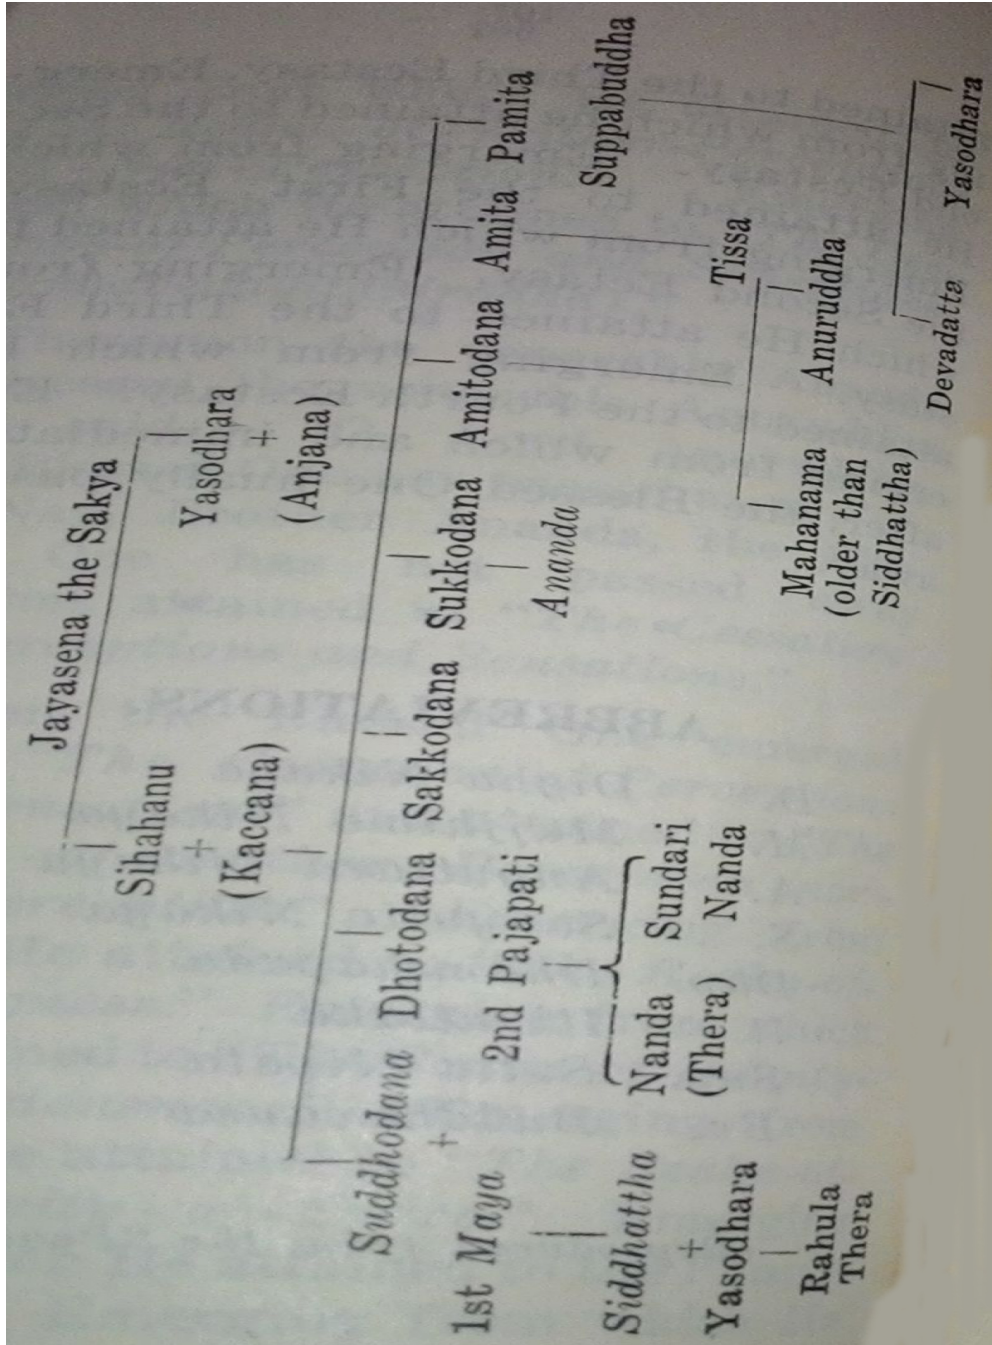 Jayasena the Sakya
Sihahanu Yasodhara
+ +
(Kaccana) (Anjana)
Suddhodana Dhotodana Sakkodana Sukkodana Amitodana Amita Pamita
1st Maya + 2nd Pajapati Ananda Suppabuddha
Siddhattha Nanda Sundari Tissa
+ (Thera) Nanda
Yasodhara Mahanama Anuruddha
(older than
Siddhattha)
Rahula Devadatta Yasodhara
Thera